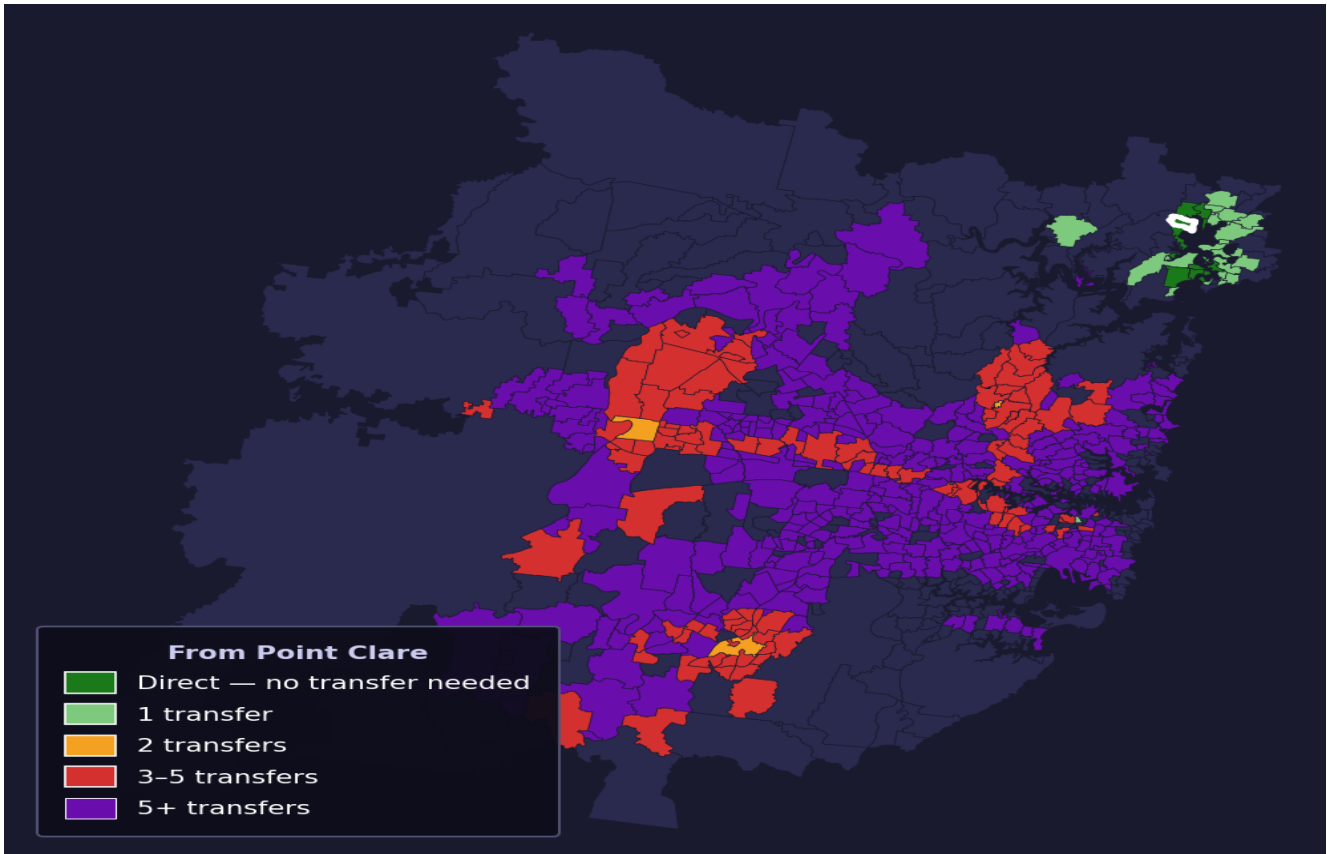 From Point Clare
Direct — no transfer needed
1 transfer
2 transfers
3–5 transfers
5+ transfers